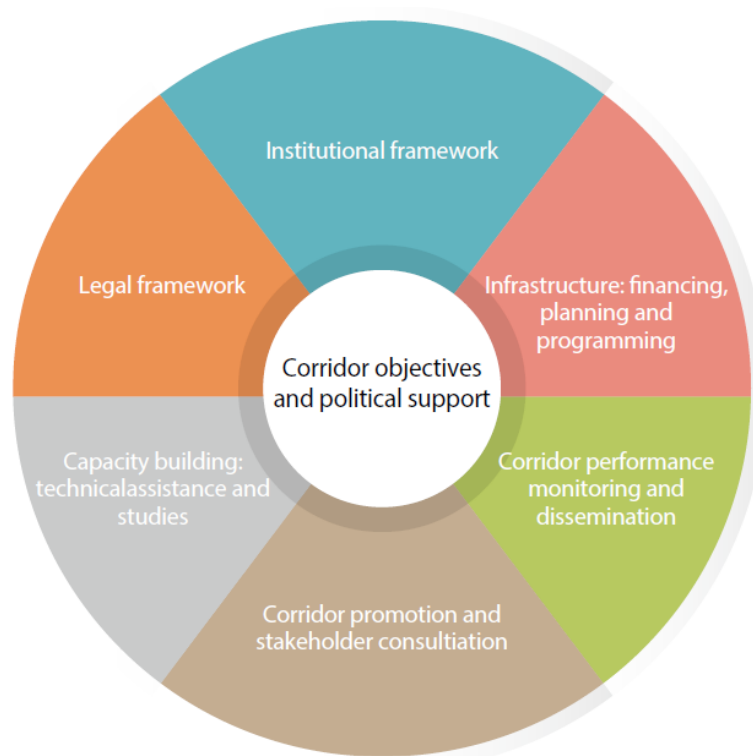 Institutional framework
Legal framework
Infrastructure: financing,
planning and
programming
Corridor objectives
and political support
Capacity building:
technicalassistance and
studies
Corridor performance
monitoring and
dissemination
Corridor promotion and
stakeholder consultiation